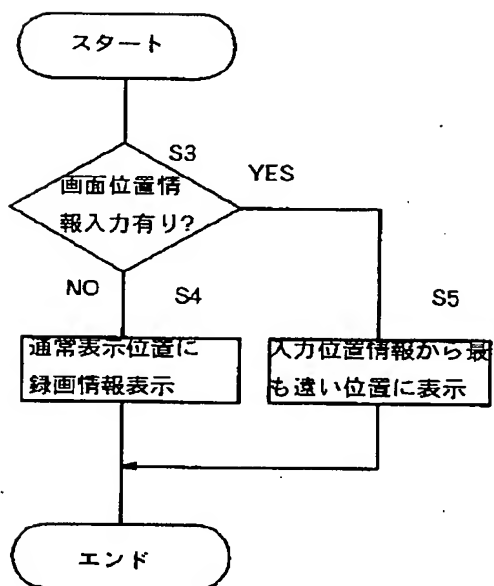 スタート
S3
画面位置情
報入力有り?
YES
NO
S4
S5
通常表示位置に
録画情報表示
入力位置情報から最
も遠い位置に表示
エンド